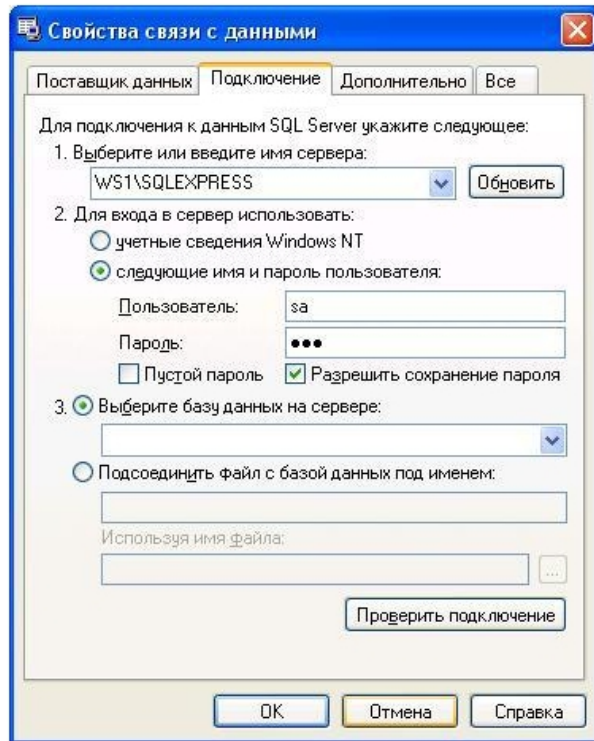 Свойства связи с данными
Поставщик данных Подключение Дополнительно Все
Для подключения к данным SQL Server укажите следующее:
1. Выберите или введите имя сервера:
WS1\SQLEXPRESS Обновить
2. Для входа в сервер использовать:
учетные сведения Windows NT
следующие имя и пароль пользователя:
Пользователь: sa
Пароль: ●●●
Пустой пароль Разрешить сохранение пароля
3. Выберите базу данных на сервере:
Подсоединить файл с базой данных под именем:
Используя имя файла:
...
Проверить подключение
OK Отмена Справка